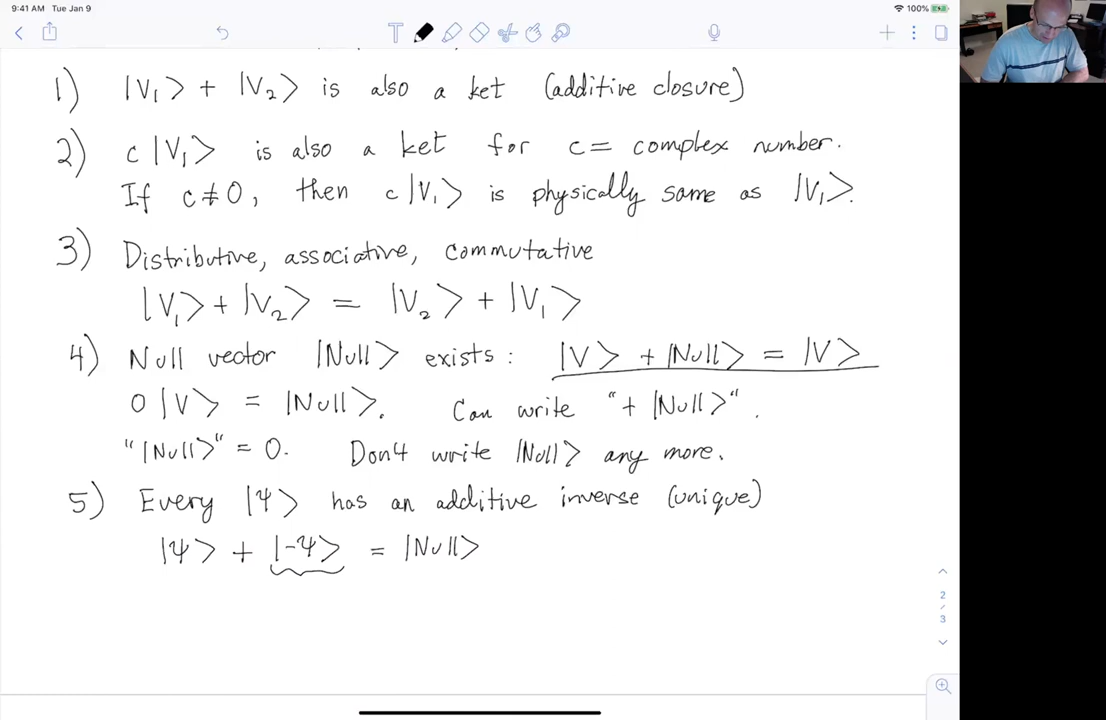 9:41 AM Tue Jan 9
100%
1) |V₁⟩ + |V₂⟩ is also a ket (additive closure)
2) c|V₁⟩ is also a ket for c = complex number.
If c≠0, then c|V₁⟩ is physically same as |V₁⟩.
3) Distributive, associative, commutative
|V₁⟩ + |V₂⟩ = |V₂⟩ + |V₁⟩
4) Null vector |Null⟩ exists: |V⟩ + |Null⟩ = |V⟩
0|V⟩ = |Null⟩. Can write "+ |Null⟩".
"|Null⟩" = 0. Don't write |Null⟩ any more.
5) Every |Ψ⟩ has an additive inverse (unique)
|Ψ⟩ + |-Ψ⟩ = |Null⟩
2
/
3